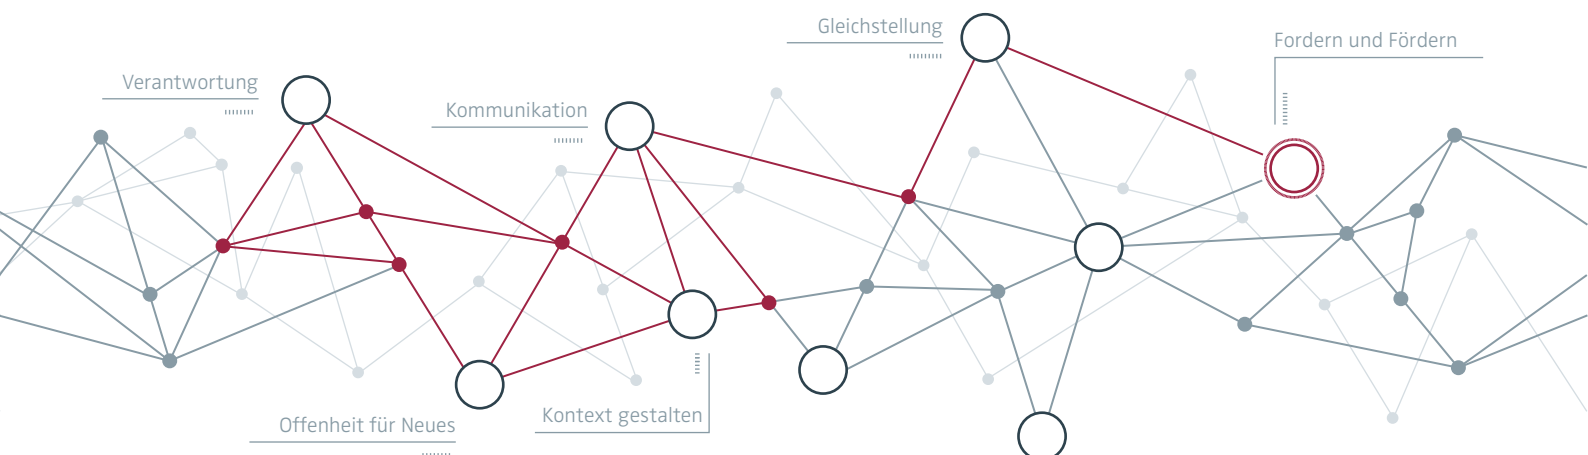 Verantwortung
Kommunikation
Gleichstellung
Fordern und Fördern
Offenheit für Neues
Kontext gestalten